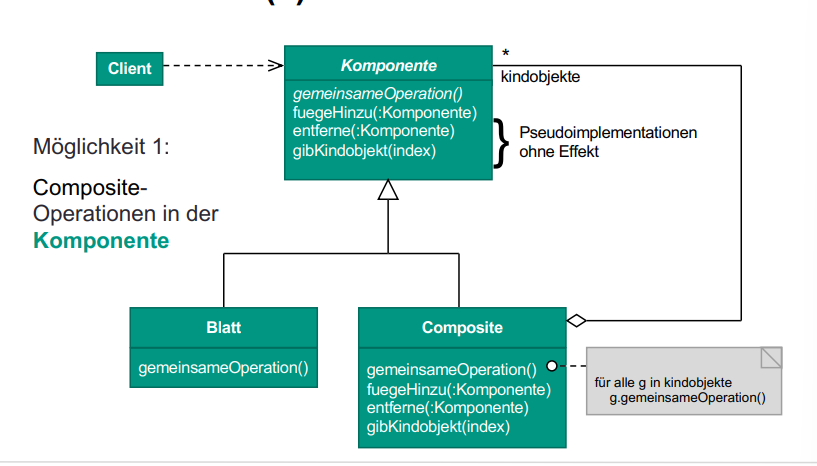 Client
Komponente
gemeinsameOperation()
fuegeHinzu(:Komponente)
entferne(:Komponente)
gibKindobjekt(index)
*
kindobjekte
}
Pseudoimplementationen
ohne Effekt
Möglichkeit 1:
Composite-
Operationen in der
Komponente
Blatt
gemeinsameOperation()
Composite
gemeinsameOperation()
fuegeHinzu(:Komponente)
entferne(:Komponente)
gibKindobjekt(index)
für alle g in kindobjekte
g.gemeinsameOperation()